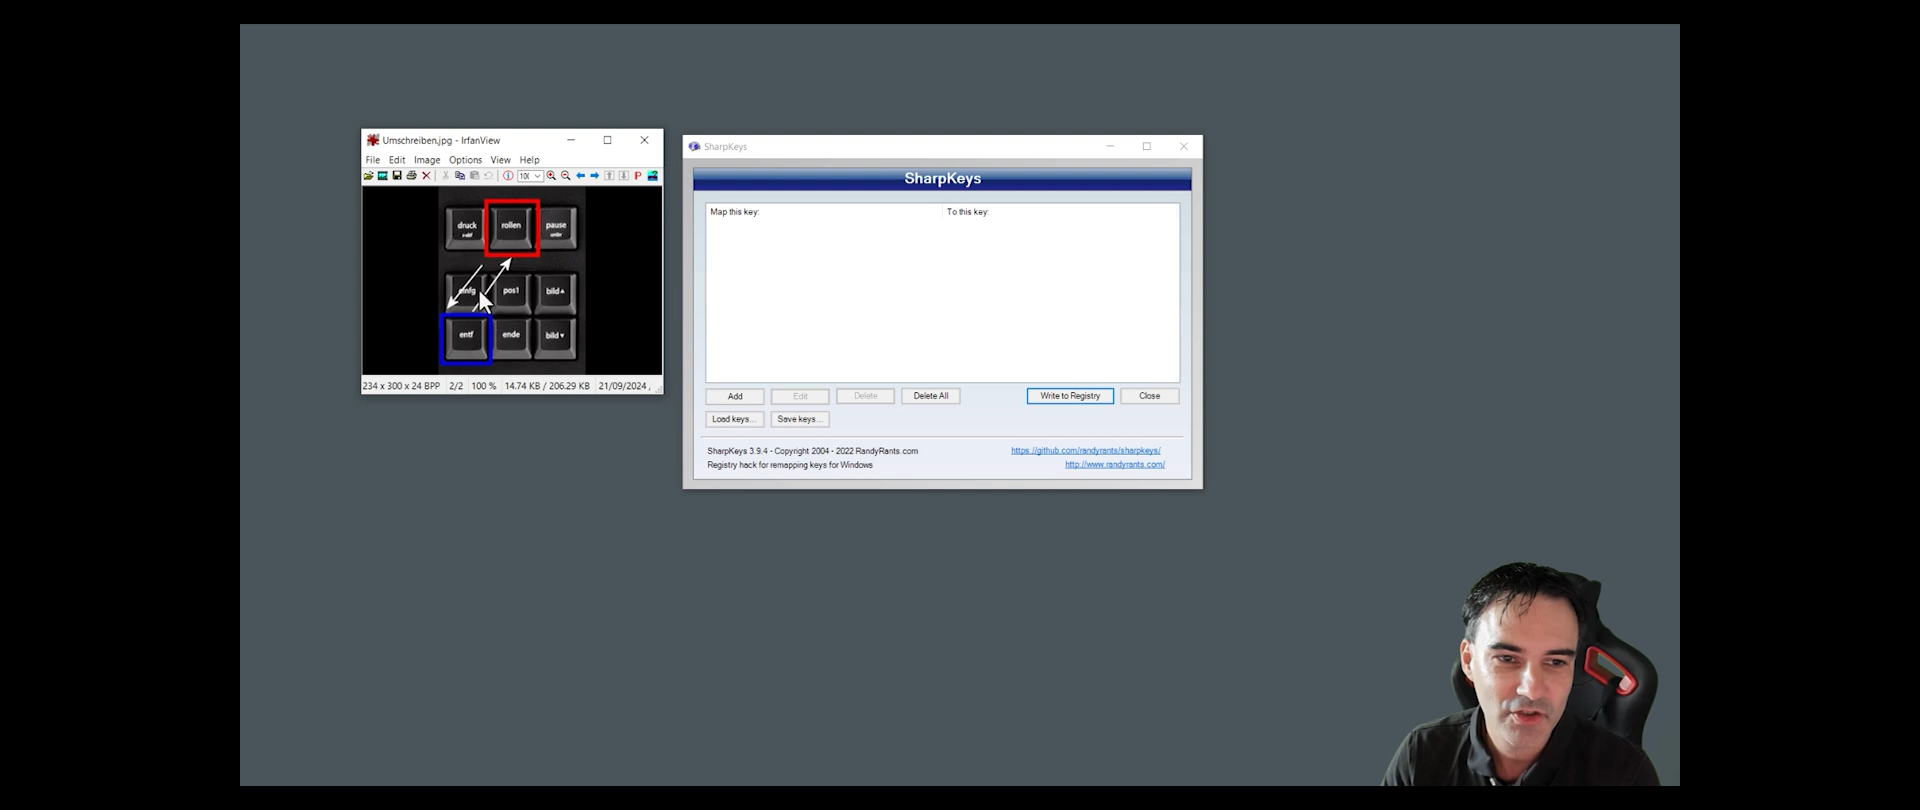 Umschreiben.jpg - IrfanView
File Edit Image Options View Help
druck
rollen
pause
pos1
bild▲
entf
ende
bild▼
234 x 300 x 24 BPP 2/2 100 % 14.74 KB / 206.29 KB 21/09/2024
SharpKeys
SharpKeys
Map this key: To this key:
Add Edit Delete Delete All Write to Registry Close
Load keys... Save keys...
SharpKeys 3.9.4 - Copyright 2004 - 2022 RandyRants.com https://github.com/randyrants/sharpkeys/
Registry hack for remapping keys for Windows http://www.randyrants.com/